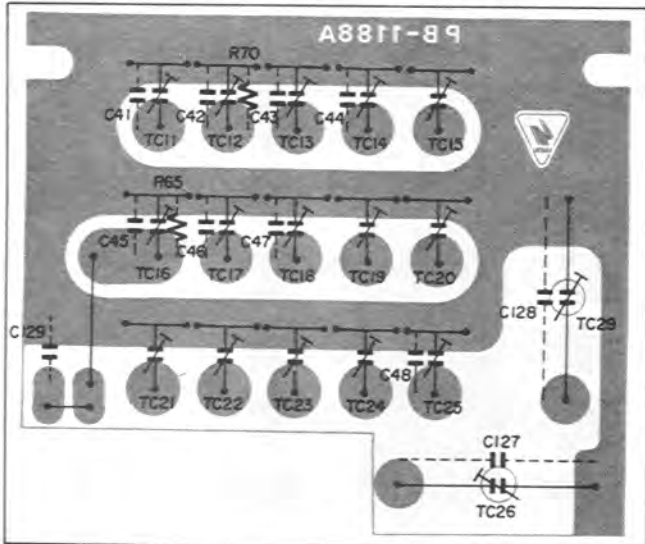 PB-1188A
R70
C41 C42 C43 C44
TC11 TC12 TC13 TC14 TC15
R65
C45 C46 C47
TC16 TC17 TC18 TC19 TC20
C129 C128 TC29
C48
TC21 TC22 TC23 TC24 TC25
C127
TC26